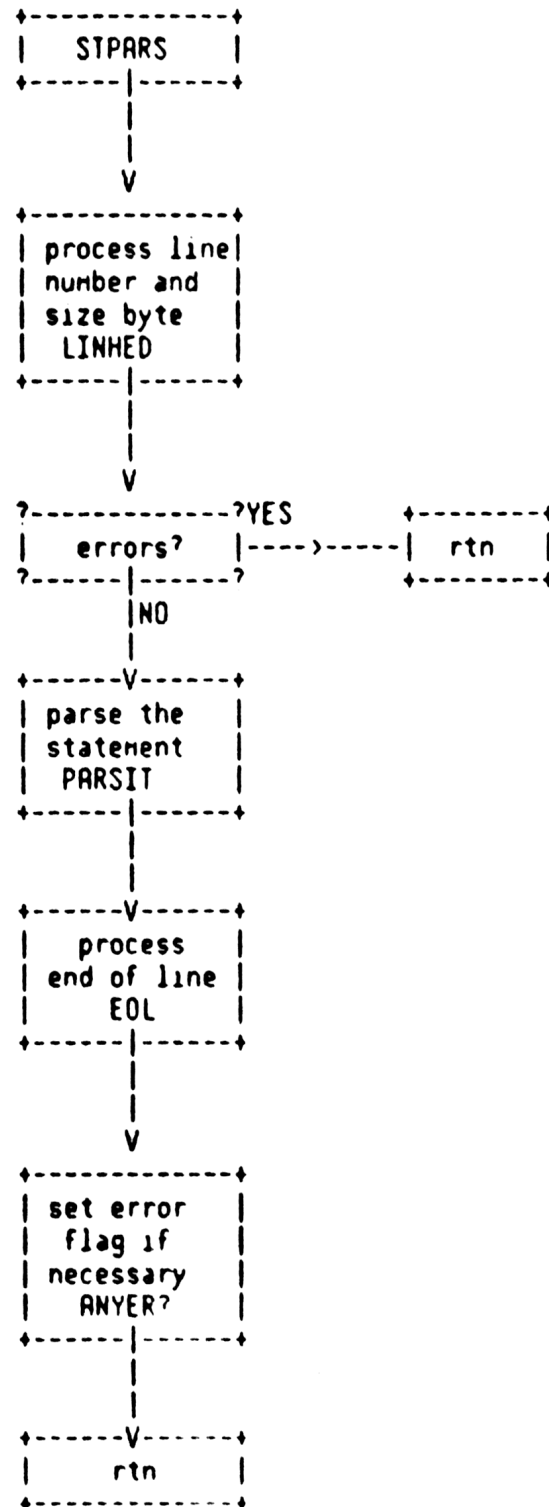 STPARS
process line
number and
size byte
LINHED
errors?
YES
rtn
NO
parse the
statement
PARSIT
process
end of line
EOL
set error
flag if
necessary
ANYER?
rtn